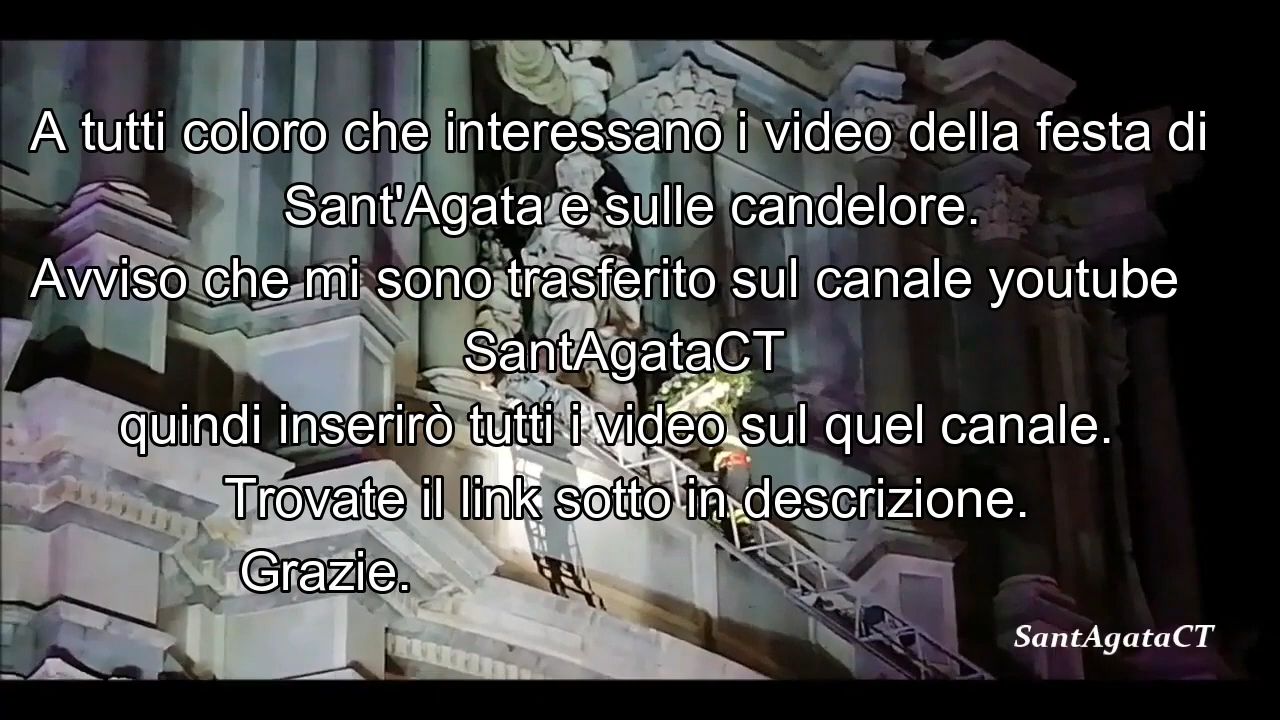 A tutti coloro che interessano i video della festa di
Sant'Agata e sulle candelore.
Avviso che mi sono trasferito sul canale youtube
SantAgataCT
quindi inserirò tutti i video sul quel canale.
Trovate il link sotto in descrizione.
Grazie.
SantAgataCT